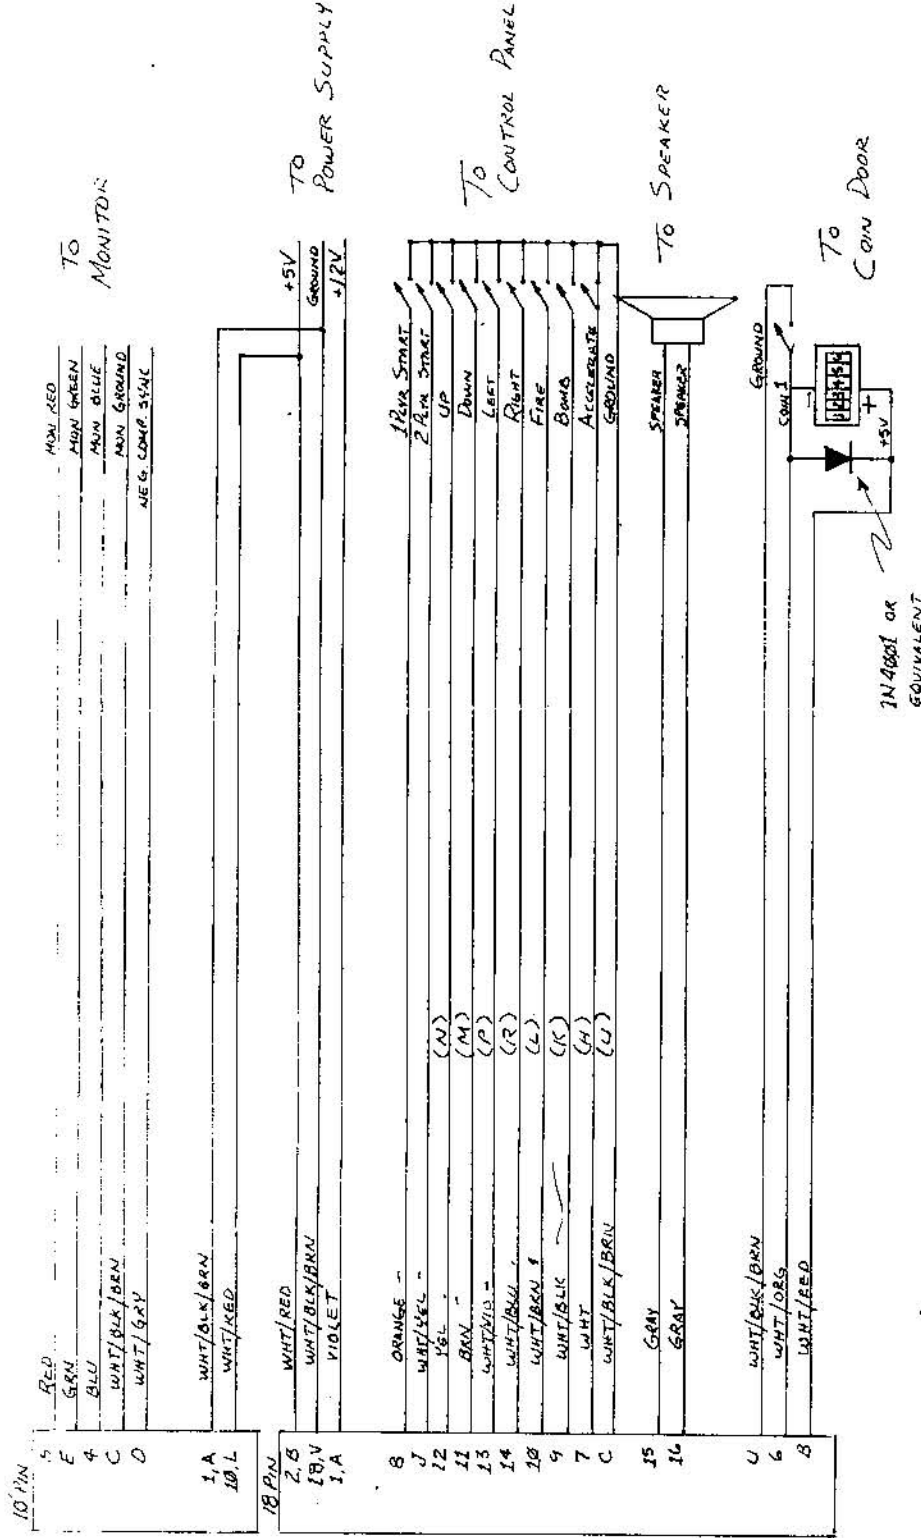 10 PIN
5 RED MON RED
E GRN MON GREEN
4 BLU MON BLUE
C WHT/BLK/BRN MON GROUND
D WHT/GRY NEG. COMP. SYNC
TO
MONITOR
1,A WHT/BLK/BRN
10,L WHT/RED
18 PIN
2,B WHT/RED +5V
18,V WHT/BLK/BRN GROUND
1,A VIOLET +12V
TO
POWER SUPPLY
8 ORANGE - 1 PLYR START
J WHT/YEL - 2 PLYR START
12 YEL - (N) UP
11 BRN - (M) DOWN
13 WHT/VIO - (P) LEFT
14 WHT/BLU - (R) RIGHT
10 WHT/BRN (L) FIRE
9 WHT/BLK (K) BOMB
7 WHT (H) ACCELERATE
C WHT/BLK/BRN (U) GROUND
TO
CONTROL PANEL
15 GRAY SPEAKER
16 GRAY SPEAKER
TO SPEAKER
U WHT/BLK/BRN GROUND
6 WHT/ORG COIN 1
B WHT/RED +5V
- +
TO
COIN DOOR
1N4001 OR
EQUIVALENT